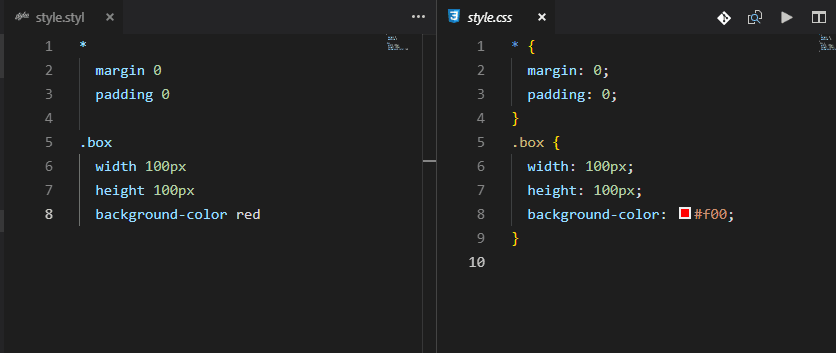 style.styl
1 *
2 margin 0
3 padding 0
4
5 .box
6 width 100px
7 height 100px
8 background-color red
style.css
1 * {
2 margin: 0;
3 padding: 0;
4 }
5 .box {
6 width: 100px;
7 height: 100px;
8 background-color: #f00;
9 }
10